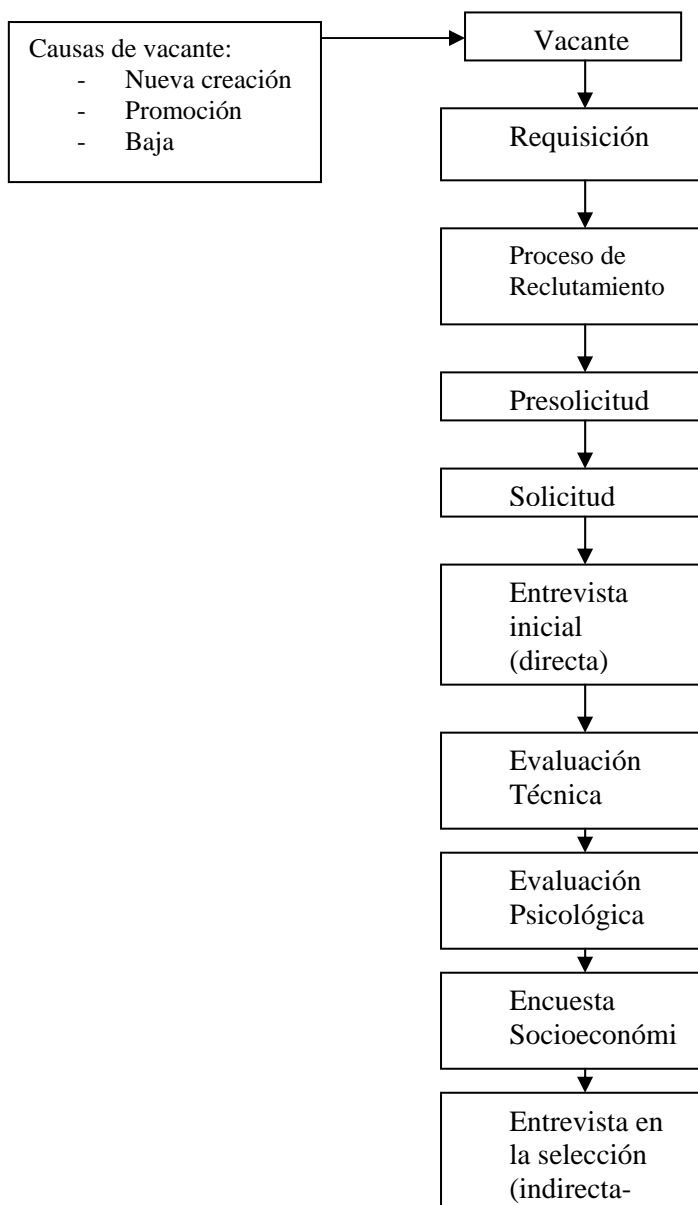 Causas de vacante:
- Nueva creación
- Promoción
- Baja
Vacante
Requisición
Proceso de
Reclutamiento
Presolicitud
Solicitud
Entrevista
inicial
(directa)
Evaluación
Técnica
Evaluación
Psicológica
Encuesta
Socioeconómi
Entrevista en
la selección
(indirecta-